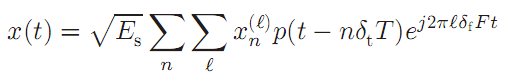 x(t) = √E_s ∑_n ∑_ℓ x_n^{(ℓ)} p(t − nδ_t T) e^{j2πℓδ_f Ft}